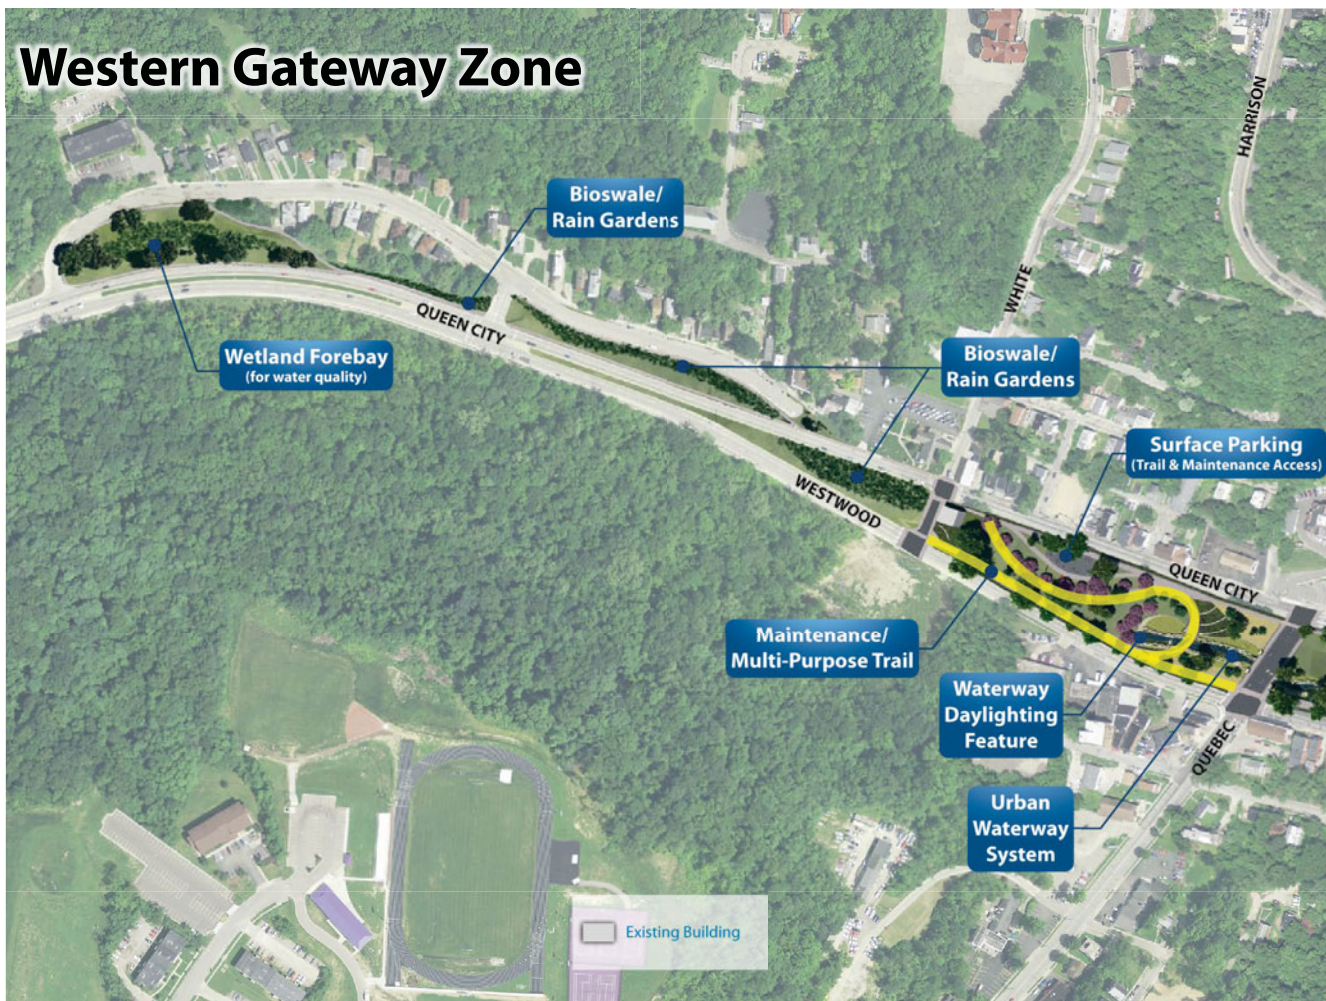 Western Gateway Zone
HARRISON
Bioswale/
Rain Gardens
WHITE
QUEEN CITY
Wetland Forebay
(for water quality)
Bioswale/
Rain Gardens
Surface Parking
(Trail & Maintenance Access)
WESTWOOD
QUEEN CITY
Maintenance/
Multi-Purpose Trail
Waterway
Daylighting
Feature
QUEBEC
Urban
Waterway
System
Existing Building